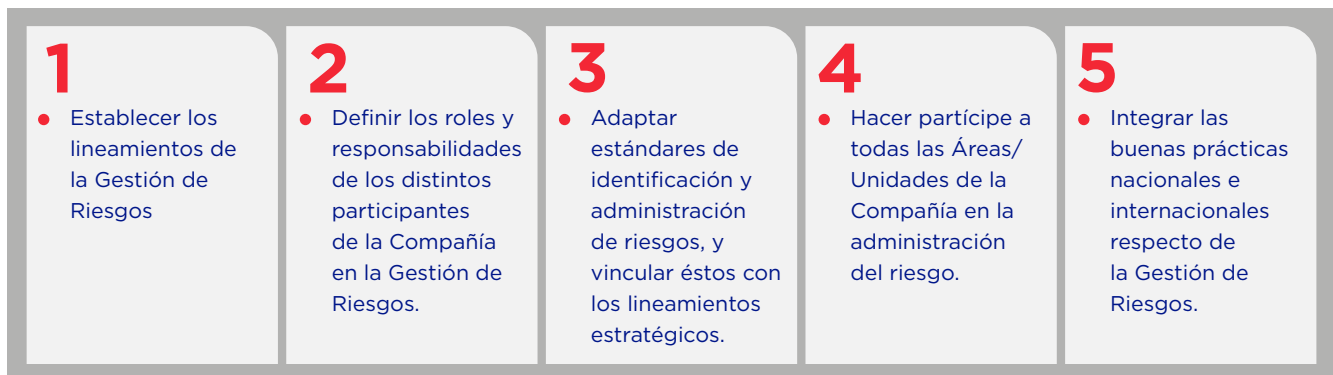 1
• Establecer los
lineamientos de
la Gestión de
Riesgos
2
• Definir los roles y
responsabilidades
de los distintos
participantes
de la Compañía
en la Gestión de
Riesgos.
3
• Adaptar
estándares de
identificación y
administración
de riesgos, y
vincular éstos con
los lineamientos
estratégicos.
4
• Hacer partícipe a
todas las Áreas/
Unidades de la
Compañía en la
administración
del riesgo.
5
• Integrar las
buenas prácticas
nacionales e
internacionales
respecto de
la Gestión de
Riesgos.